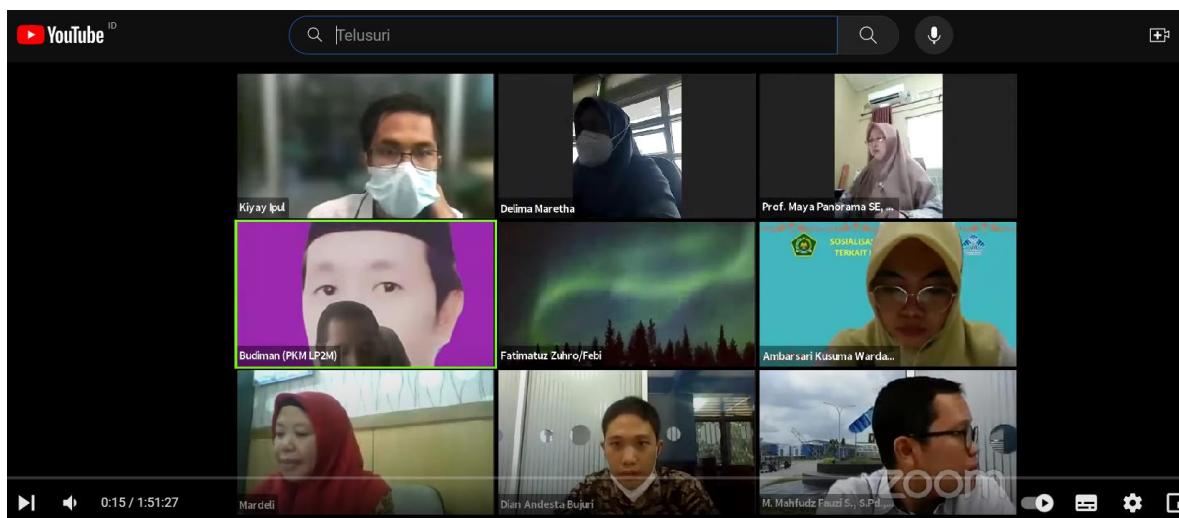 YouTube ID
Telusuri
Kiyay Ipul
Delima Maretha
Prof. Maya Panorama SE, ...
SOSIALISAS
TERKAIT
Budiman (PKM LP2M)
Fatimatuz Zuhro/Febi
Ambarsari Kusuma Warda...
Mardeli
Dian Andesta Bujuri
M. Mahfudz Fauzi S., S.Pd., ...
zoom
0:15 / 1:51:27